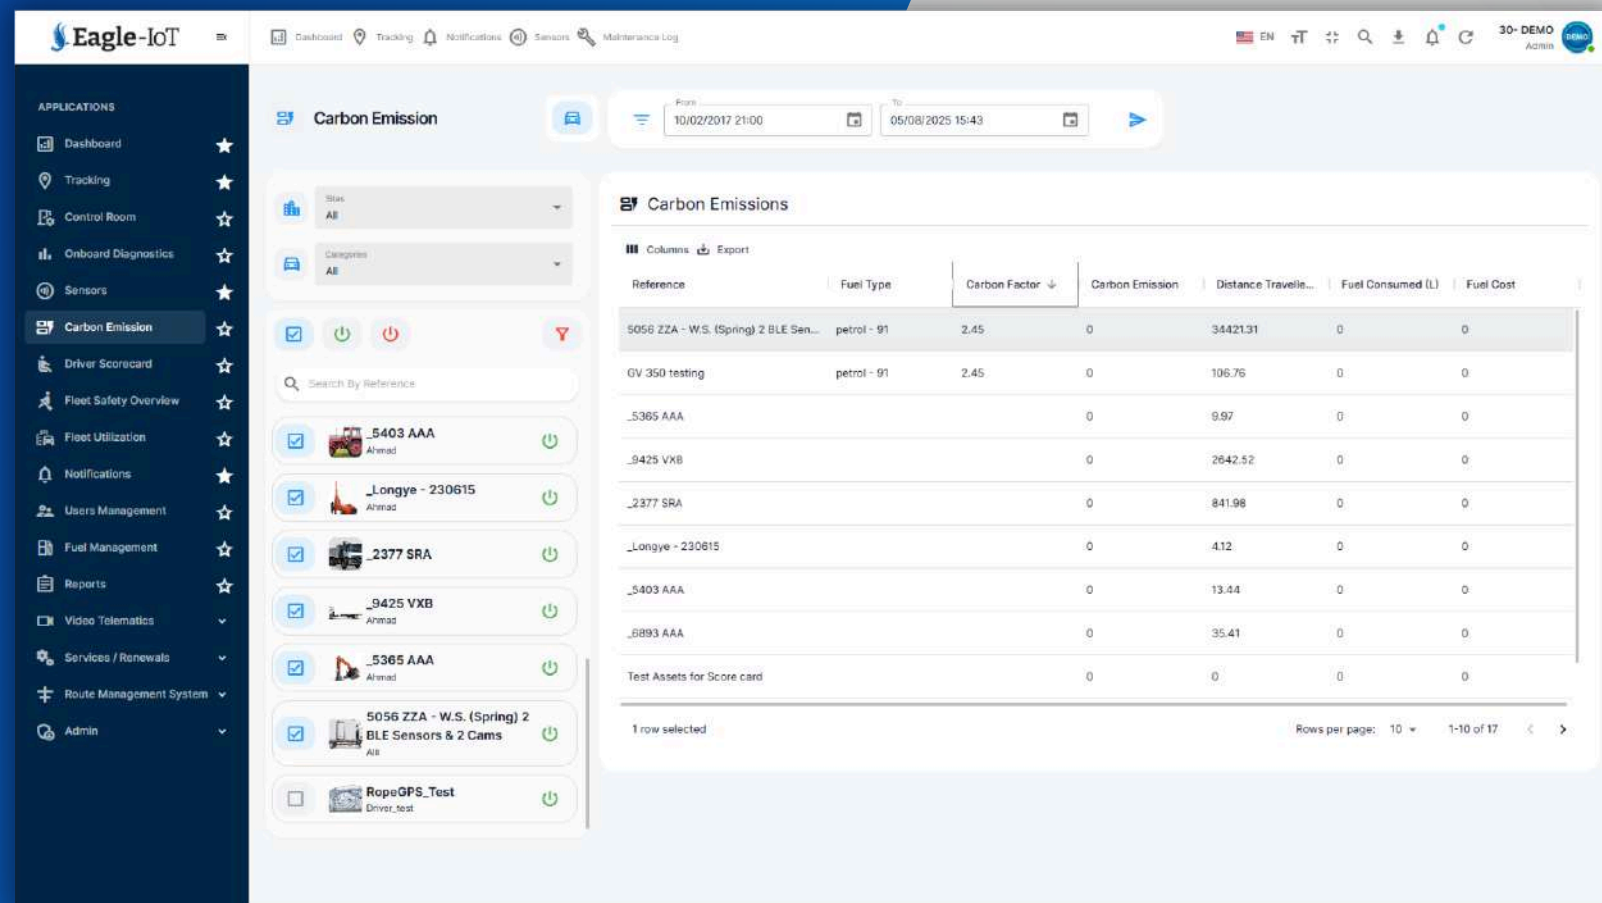 Eagle-IoT
Dashboard Tracking Notifications Sensors Maintenance Log
EN
30- DEMO
Admin
DEMO
APPLICATIONS
Dashboard
Tracking
Control Room
Onboard Diagnostics
Sensors
Carbon Emission
Driver Scorecard
Fleet Safety Overview
Fleet Utilization
Notifications
Users Management
Fuel Management
Reports
Video Telematics
Services / Renewals
Route Management System
Admin
Carbon Emission
From
10/02/2017 21:00
To
05/08/2025 15:43
Sites
All
Categories
All
Search By Reference
_5403 AAA
Ahmad
_Longye - 230615
Ahmad
_2377 SRA
_9425 VXB
Ahmad
_5365 AAA
Ahmad
5056 ZZA - W.S. (Spring) 2
BLE Sensors & 2 Cams
RopeGPS_Test
Driver_test
Carbon Emissions
Columns Export
Reference Fuel Type Carbon Factor Carbon Emission Distance Travelle... Fuel Consumed (L) Fuel Cost
5056 ZZA - W.S. (Spring) 2 BLE Sen... petrol - 91 2.45 0 34421.31 0 0
GV 350 testing petrol - 91 2.45 0 106.76 0 0
_5365 AAA 0 9.97 0 0
_9425 VXB 0 2642.52 0 0
_2377 SRA 0 841.98 0 0
_Longye - 230615 0 4.12 0 0
_5403 AAA 0 13.44 0 0
_6893 AAA 0 35.41 0 0
Test Assets for Score card 0 0 0 0
1 row selected
Rows per page: 10 1-10 of 17